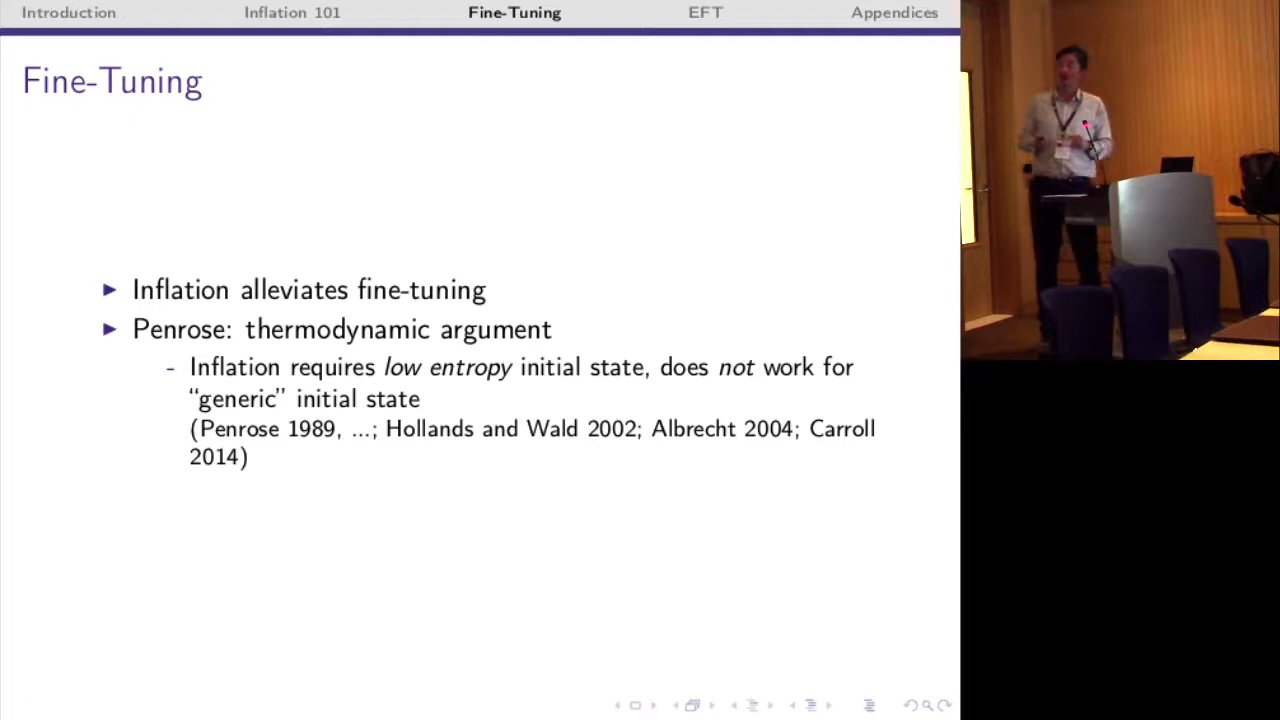 Introduction Inflation 101 Fine-Tuning EFT Appendices
Fine-Tuning
Inflation alleviates fine-tuning
Penrose: thermodynamic argument
- Inflation requires low entropy initial state, does not work for
“generic” initial state
(Penrose 1989, ...; Hollands and Wald 2002; Albrecht 2004; Carroll
2014)